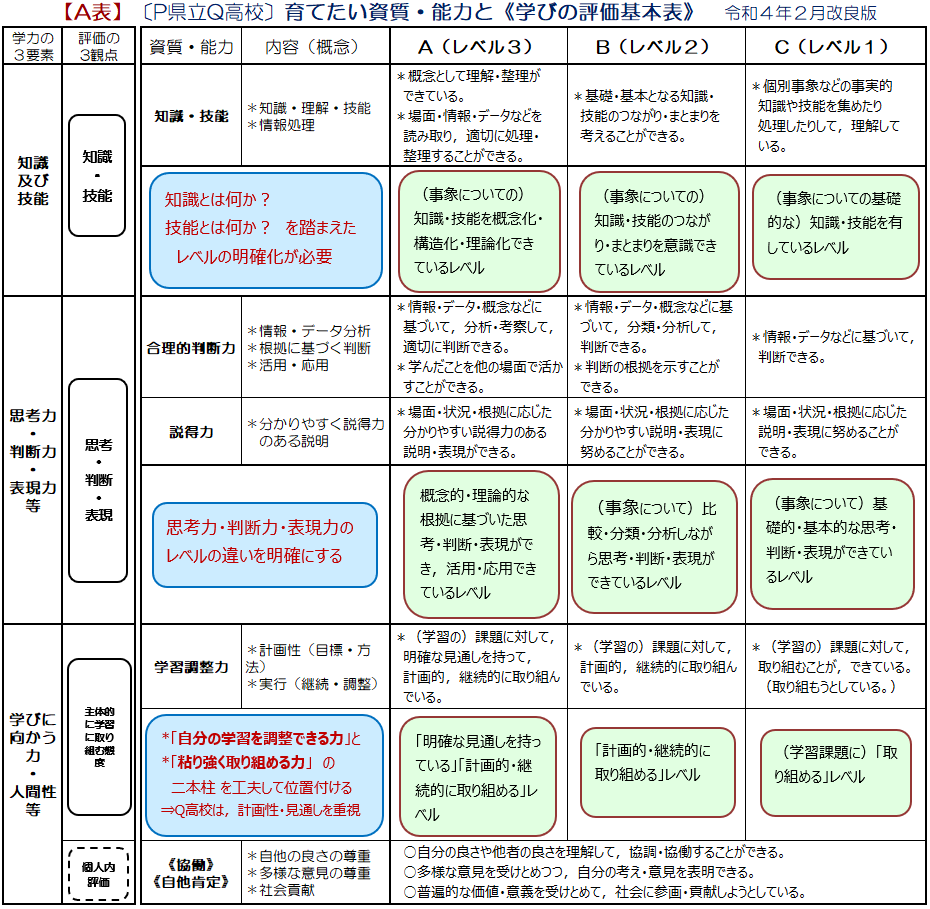 【A表】〔P県立Q高校〕育てたい資質・能力と《学びの評価基本表》 令和4年2月改良版
学力の
3要素
評価の
3観点
資質・能力
内容（概念）
A（レベル3）
B（レベル2）
C（レベル1）
知識
及び
技能
知識
・
技能
知識・技能
＊知識・理解・技能
＊情報処理
＊概念として理解・整理が
できている。
＊場面・情報・データなどを
読み取り，適切に処理・
整理することができる。
＊基礎・基本となる知識・
技能のつながり・まとまりを
考えることができる。
＊個別事象などの事実的
知識や技能を集めたり
処理したりして，理解して
いる。
知識とは何か？
技能とは何か？ を踏まえた
レベルの明確化が必要
（事象についての）
知識・技能を概念化・
構造化・理論化でき
ているレベル
（事象についての）
知識・技能のつなが
り・まとまりを意識でき
ているレベル
（事象についての基礎
的な）知識・技能を有
しているレベル
思考力
・
判断力
・
表現力
等
思考
・
判断
・
表現
合理的判断力
＊情報・データ分析
＊根拠に基づく判断
＊活用・応用
＊情報・データ・概念などに
基づいて，分析・考察して，
適切に判断できる。
＊学んだことを他の場面で活か
すことができる。
＊情報・データ・概念などに基
づいて，分類・分析して，
判断できる。
＊判断の根拠を示すことが
できる。
＊情報・データなどに基づいて，
判断できる。
説得力
＊分かりやすく説得力
のある説明
＊場面・状況・根拠に応じた
分かりやすい説得力のある
説明・表現ができる。
＊場面・状況・根拠に応じた
分かりやすい説明・表現に
努めることができる。
＊場面・状況・根拠に応じた
説明・表現に努めることが
できる。
思考力・判断力・表現力の
レベルの違いを明確にする
概念的・理論的な
根拠に基づいた思
考・判断・表現がで
き，活用・応用でき
ているレベル
（事象について）比
較・分類・分析しなが
ら思考・判断・表現が
できているレベル
（事象について）基
礎的・基本的な思考・
判断・表現ができてい
るレベル
学びに
向かう
力
・
人間性
等
主体的
に学習
に取り
組む態
度
学習調整力
＊計画性（目標・方
法）
＊実行（継続・調整）
＊（学習の）課題に対して，
明確な見通しを持って，
計画的，継続的に取り組ん
でいる。
＊（学習の）課題に対して，
計画的，継続的に取り組ん
でいる。
＊（学習の）課題に対して，
取り組むことが，できている。
（取り組もうとしている。）
＊「自分の学習を調整できる力」と
＊「粘り強く取り組める力」 の
二本柱 を工夫して位置付ける
⇒Q高校は，計画性・見通しを重視
「明確な見通しを持っ
ている」「計画的・継
続的に取り組める」レ
ベル
「計画的・継続的に
取り組める」レベル
（学習課題に）「取
り組める」レベル
個人内
評価
《協働》
《自他肯定》
＊自他の良さの尊重
＊多様な意見の尊重
＊社会貢献
○自分の良さや他者の良さを理解して，協調・協働することができる。
○多様な意見を受けとめつつ，自分の考え・意見を表明できる。
○普遍的な価値・意義を受けとめて，社会に参画・貢献しようとしている。